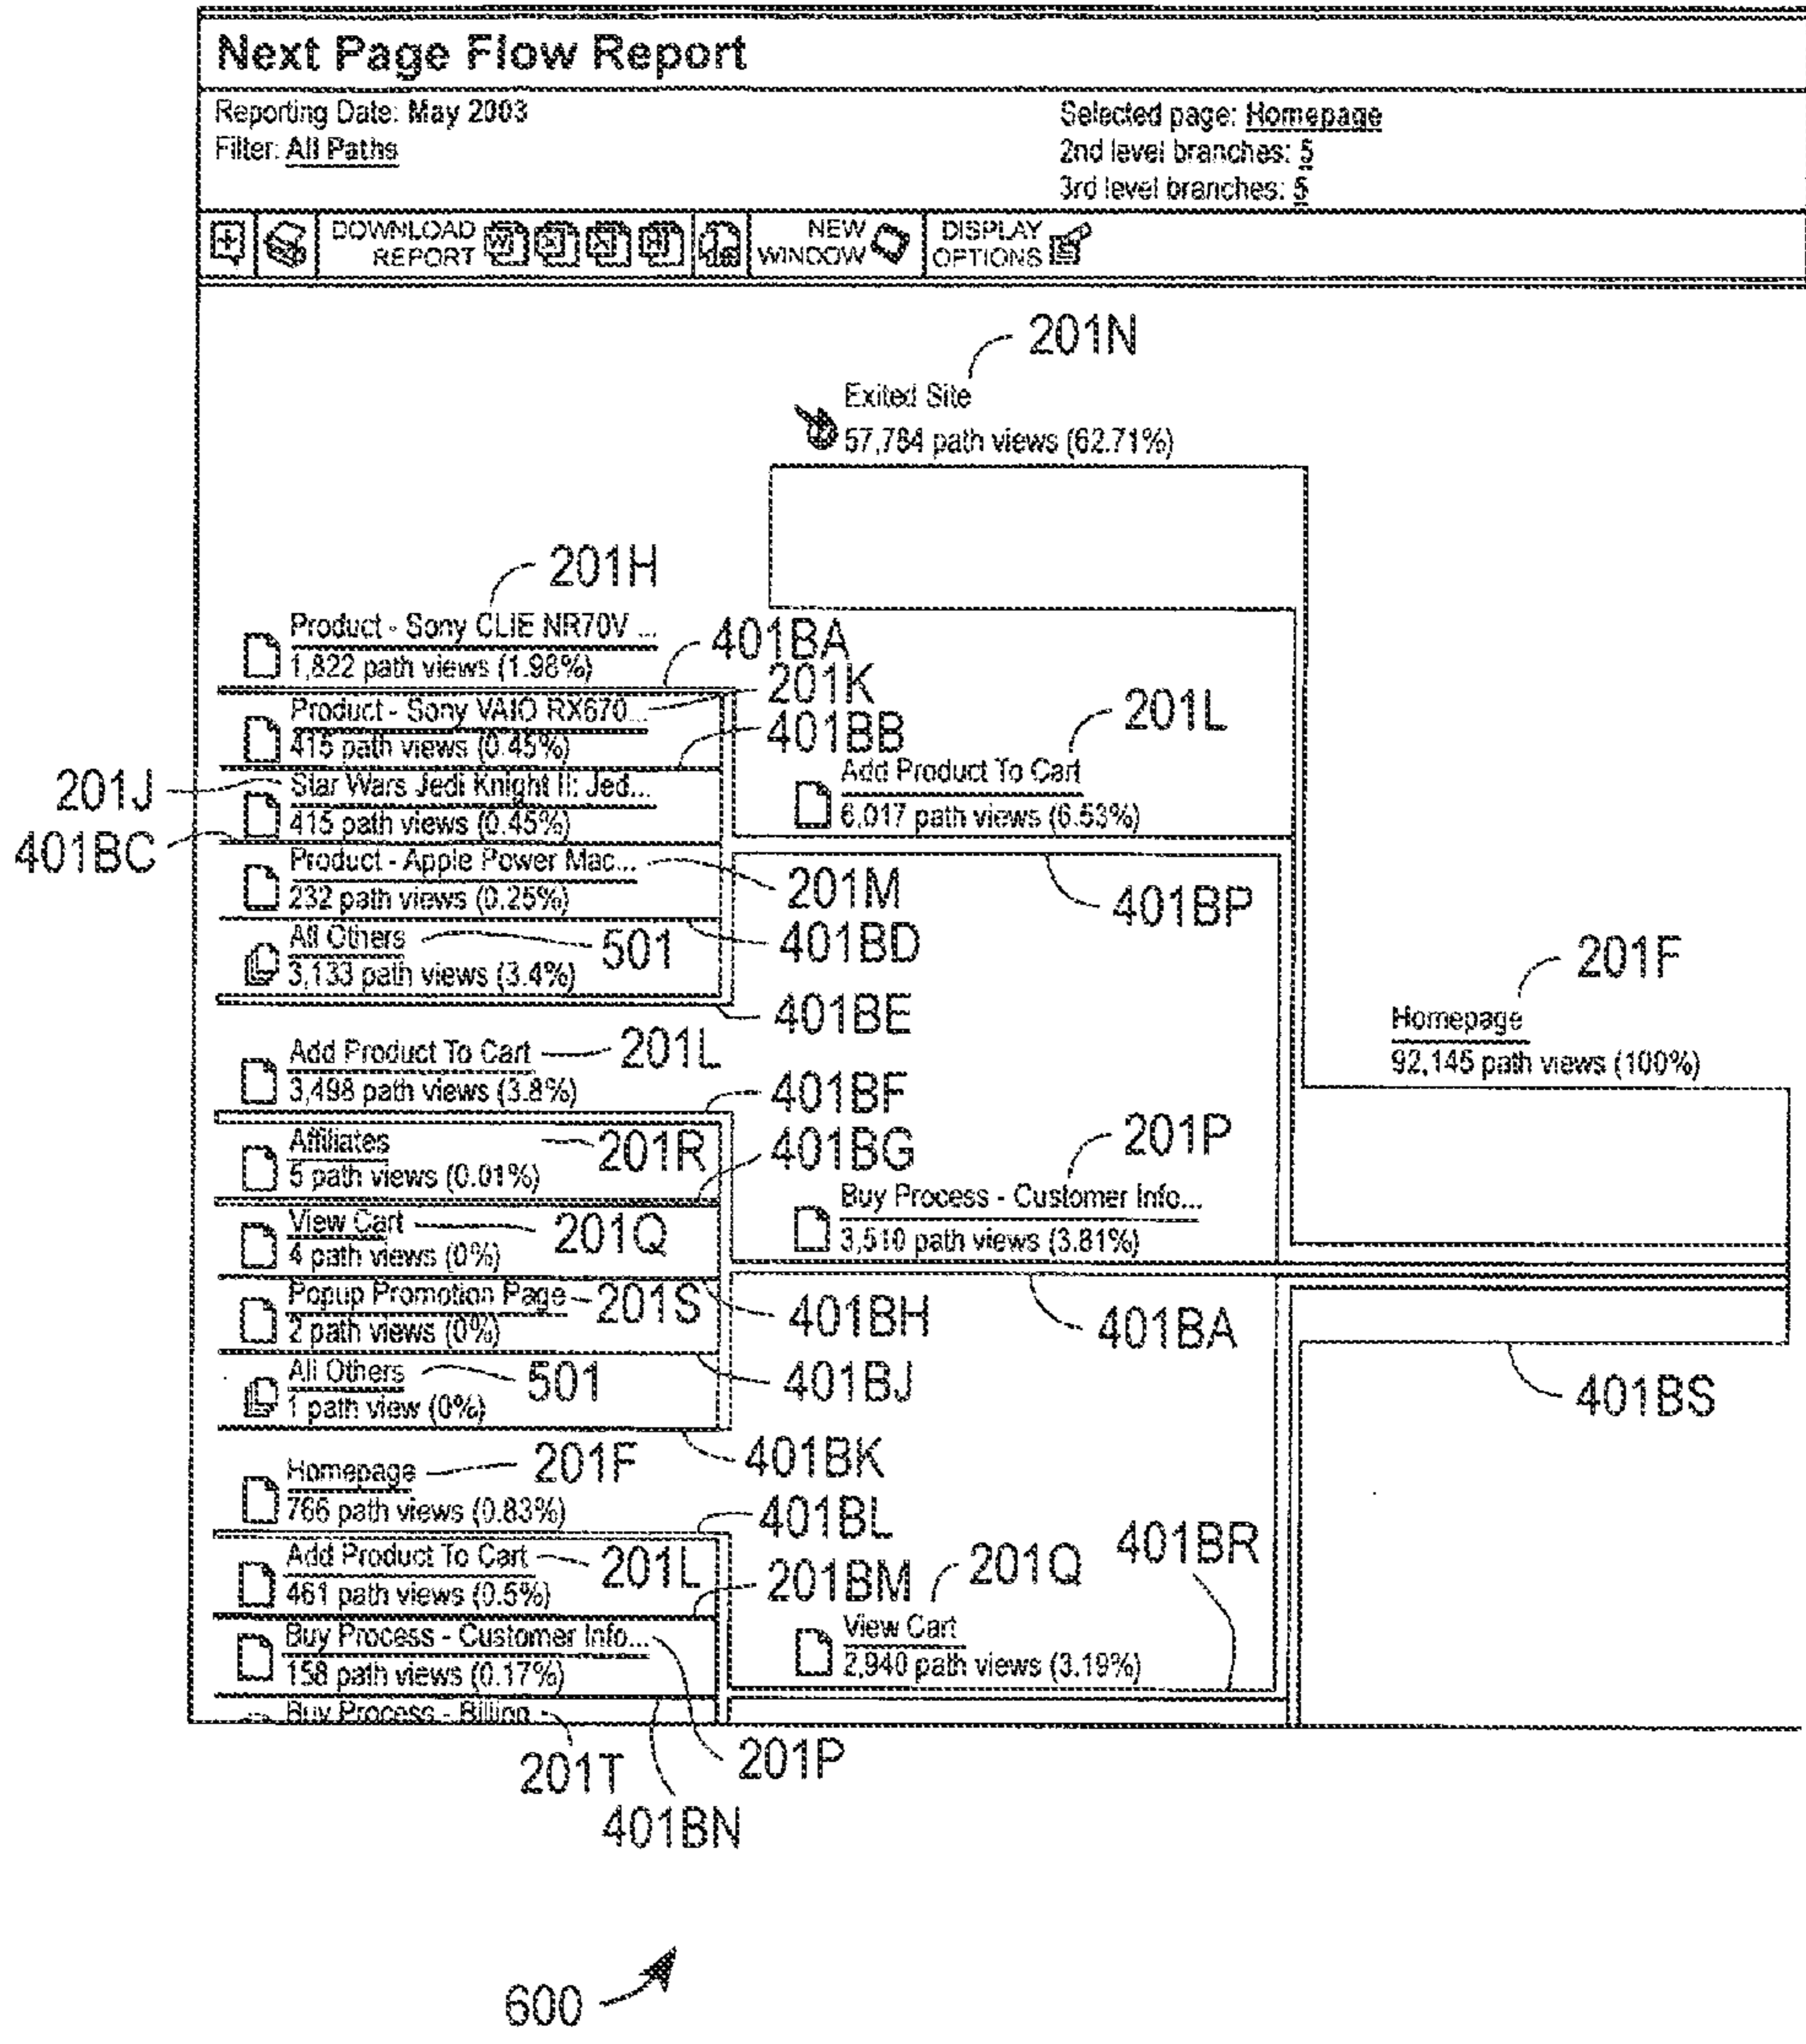 Next Page Flow Report
Reporting Date: May 2003
Filter: All Paths
Selected page: Homepage
2nd level branches: 5
3rd level branches: 5
DOWNLOAD REPORT
NEW WINDOW
DISPLAY OPTIONS
201N
Exited Site
57,784 path views (62.71%)
201H
Product - Sony CLIE NR70V ...
1,822 path views (1.98%)
401BA
201K
Product - Sony VAIO RX670...
415 path views (0.45%)
401BB
201J
Star Wars Jedi Knight II: Jed...
415 path views (0.45%)
401BC
201L
Add Product To Cart
6,017 path views (6.53%)
Product - Apple Power Mac...
232 path views (0.25%)
201M
401BP
401BD
All Others
3,133 path views (3.4%)
501
401BE
201F
Homepage
92,145 path views (100%)
Add Product To Cart
3,498 path views (3.8%)
201L
401BF
Affiliates
5 path views (0.01%)
201R
401BG
201P
Buy Process - Customer Info...
3,510 path views (3.81%)
View Cart
4 path views (0%)
201Q
Popup Promotion Page
2 path views (0%)
201S
401BH
401BA
All Others
1 path view (0%)
501
401BJ
401BS
401BK
Homepage
766 path views (0.83%)
201F
401BL
Add Product To Cart
461 path views (0.5%)
201L
201BM
201Q
401BR
View Cart
2,940 path views (3.19%)
Buy Process - Customer Info...
158 path views (0.17%)
Buy Process -
201T
201P
401BN
600